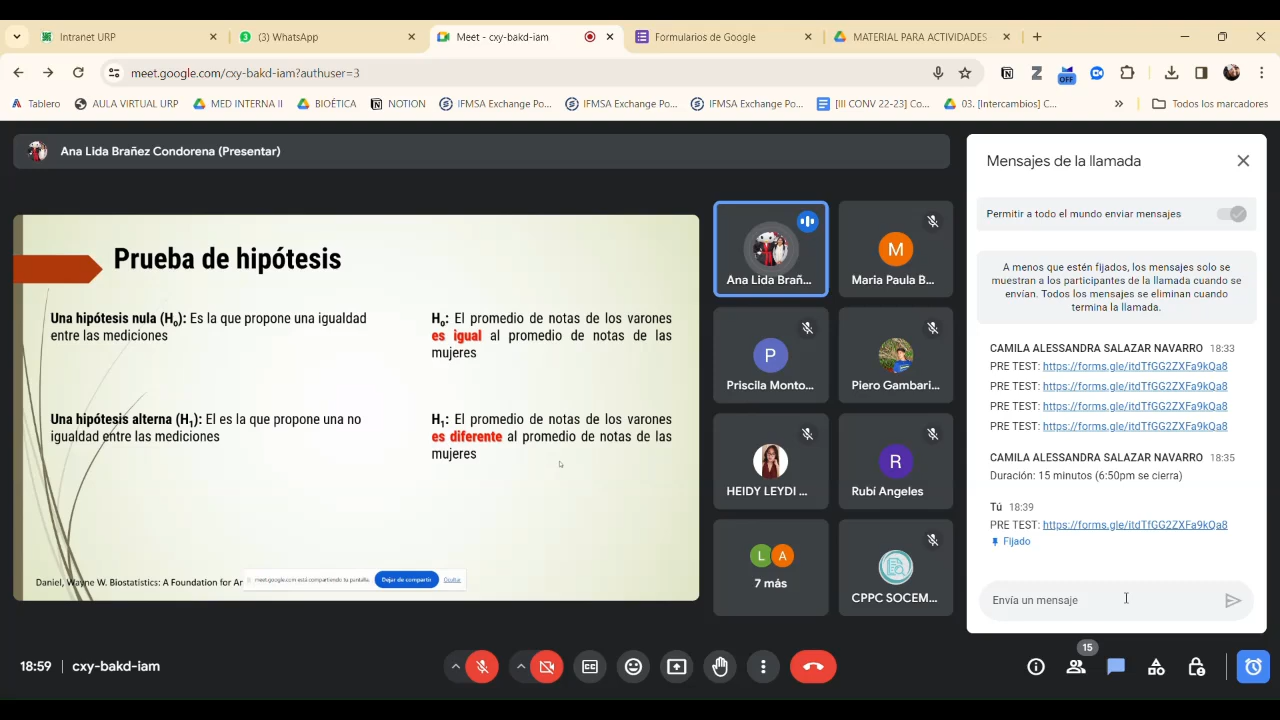 Intranet URP
(3) WhatsApp
Meet - cxy-bakd-iam
Formularios de Google
MATERIAL PARA ACTIVIDADES
meet.google.com/cxy-bakd-iam?authuser=3
OFF
Tablero
AULA VIRTUAL URP
MED INTERNA II
BIOÉTICA
NOTION
IFMSA Exchange Po...
IFMSA Exchange Po...
IFMSA Exchange Po...
[III CONV 22-23] Co...
03. [Intercambios] C...
Todos los marcadores
Ana Lida Brañez Condorena (Presentar)
Prueba de hipótesis
Una hipótesis nula (Ho): Es la que propone una igualdad
entre las mediciones
Ho: El promedio de notas de los varones
es igual al promedio de notas de las
mujeres
Una hipótesis alterna (H1): El es la que propone una no
igualdad entre las mediciones
H1: El promedio de notas de los varones
es diferente al promedio de notas de las
mujeres
Daniel, Wayne W. Biostatistics: A Foundation for An
meet.google.com está compartiendo tu pantalla.
Dejar de compartir
Ocultar
Ana Lida Brañ...
M
Maria Paula B...
P
Priscila Monto...
Piero Gambari...
HEIDY LEYDI ...
R
Rubí Angeles
L
A
7 más
CPPC SOCEM...
Mensajes de la llamada
Permitir a todo el mundo enviar mensajes
A menos que estén fijados, los mensajes solo se
muestran a los participantes de la llamada cuando se
envían. Todos los mensajes se eliminan cuando
termina la llamada.
CAMILA ALESSANDRA SALAZAR NAVARRO 18:33
PRE TEST: https://forms.gle/itdTfGG2ZXFa9kQa8
PRE TEST: https://forms.gle/itdTfGG2ZXFa9kQa8
PRE TEST: https://forms.gle/itdTfGG2ZXFa9kQa8
PRE TEST: https://forms.gle/itdTfGG2ZXFa9kQa8
CAMILA ALESSANDRA SALAZAR NAVARRO 18:35
Duración: 15 minutos (6:50pm se cierra)
Tú 18:39
PRE TEST: https://forms.gle/itdTfGG2ZXFa9kQa8
Fijado
Envía un mensaje
18:59 | cxy-bakd-iam
15